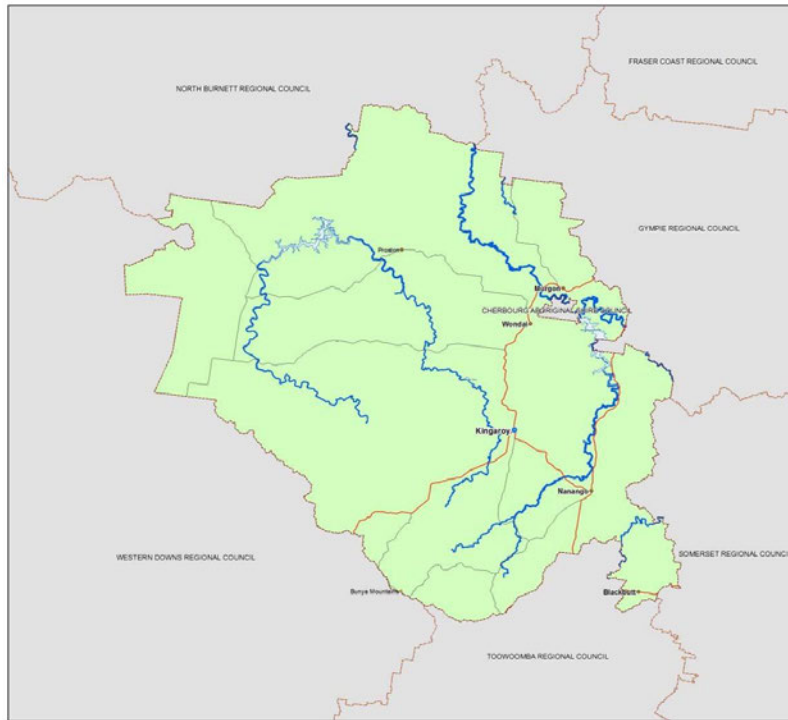 FRASER COAST REGIONAL COUNCIL
NORTH BURNETT REGIONAL COUNCIL
GYMPIE REGIONAL COUNCIL
Proston
Murgon
CHERBOURG ABORIGINAL SHIRE COUNCIL
Wondai
Kingaroy
Nanango
WESTERN DOWNS REGIONAL COUNCIL
SOMERSET REGIONAL COUNCIL
Bunya Mountains
Blackbutt
TOOWOOMBA REGIONAL COUNCIL